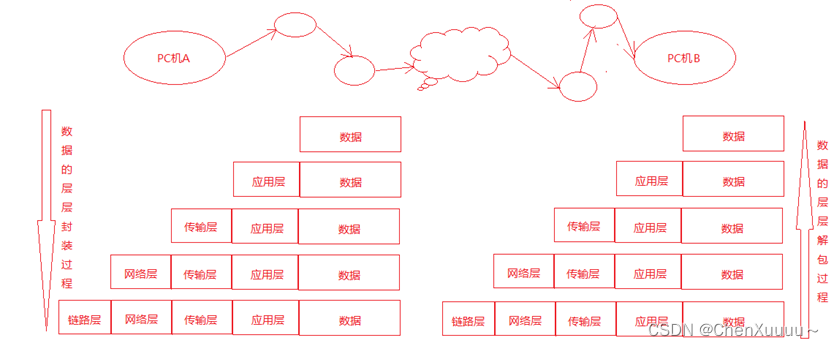 PC机A
PC机B
数据的层层封装过程
数据
应用层 数据
传输层 应用层 数据
网络层 传输层 应用层 数据
链路层 网络层 传输层 应用层 数据
数据
应用层 数据
传输层 应用层 数据
网络层 传输层 应用层 数据
链路层 网络层 传输层 应用层 数据
数据的层层解包过程
CSDN @ChenXuuuu~